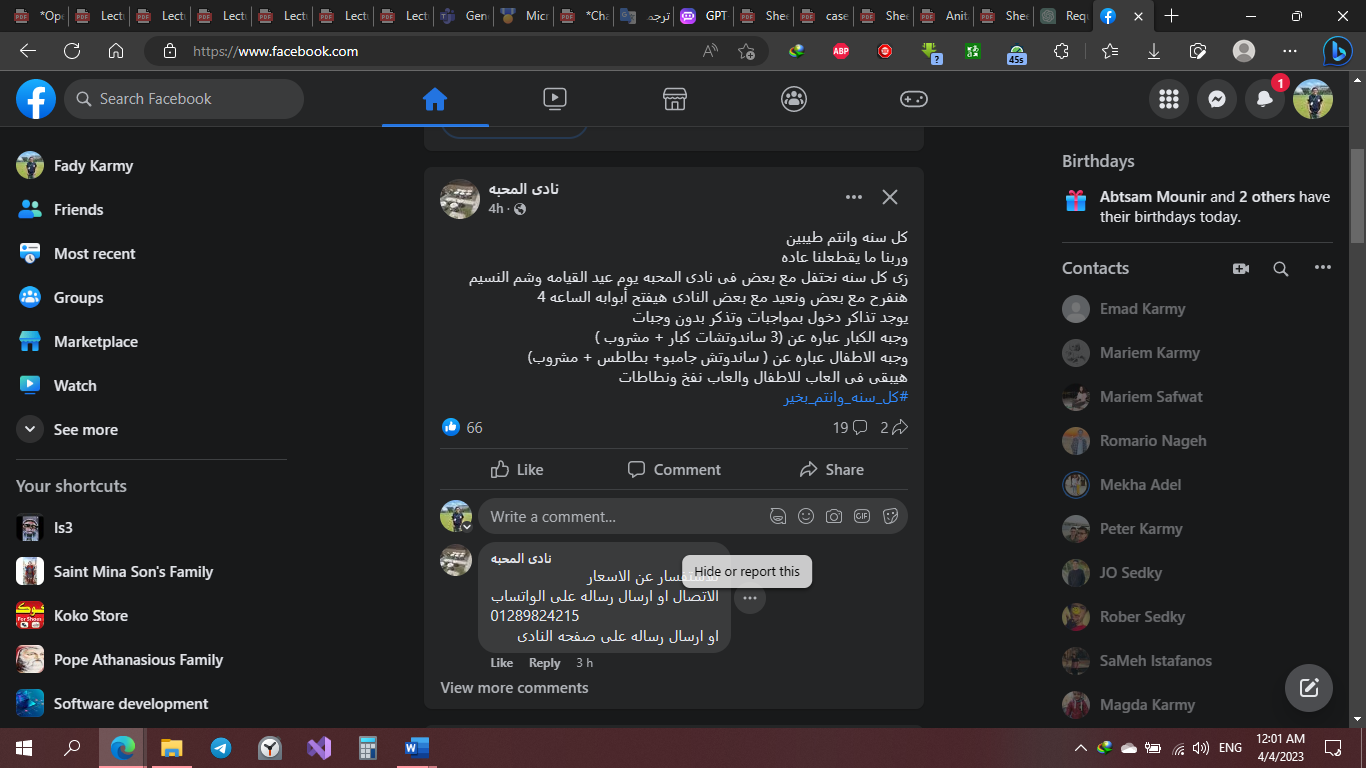 *Ope
Lectu
Lectu
Lectu
Lectu
Lectu
Lect
Gen
Micr
*Cha
ترجم
GPT
Shee
case
Shee
Anit
Shee
Requ
https://www.facebook.com
ABP
?
45s
Search Facebook
1
Fady Karmy
Friends
Most recent
Groups
Marketplace
Watch
See more
Your shortcuts
Is3
Saint Mina Son's Family
Koko Store
Pope Athanasious Family
Software development
نادى المحبه
4h ·
كل سنه وانتم طيبين
وربنا ما يقطعلنا عاده
زى كل سنه نحتفل مع بعض فى نادى المحبه يوم عيد القيامه وشم النسيم
هنفرح مع بعض ونعيد مع بعض النادى هيفتح أبوابه الساعه 4
يوجد تذاكر دخول بمواجبات وتذكر بدون وجبات
وجبه الكبار عباره عن (3 ساندوتشات كبار + مشروب )
وجبه الاطفال عباره عن ( ساندوتش جامبو+ بطاطس + مشروب)
هيبقى فى العاب للاطفال والعاب نفخ ونطاطات
#كل_سنه_وانتم_بخير
66
19
2
Like
Comment
Share
Write a comment...
GIF
نادى المحبه
عن الاسعار
Hide or report this
الاتصال او ارسال رساله على الواتساب
01289824215
او ارسال رساله على صفحه النادى
Like Reply 3 h
View more comments
Birthdays
Abtsam Mounir and 2 others have
their birthdays today.
Contacts
Emad Karmy
Mariem Karmy
Mariem Safwat
Romario Nageh
Mekha Adel
Peter Karmy
JO Sedky
Rober Sedky
SaMeh Istafanos
Magda Karmy
ENG
12:01 AM
4/4/2023